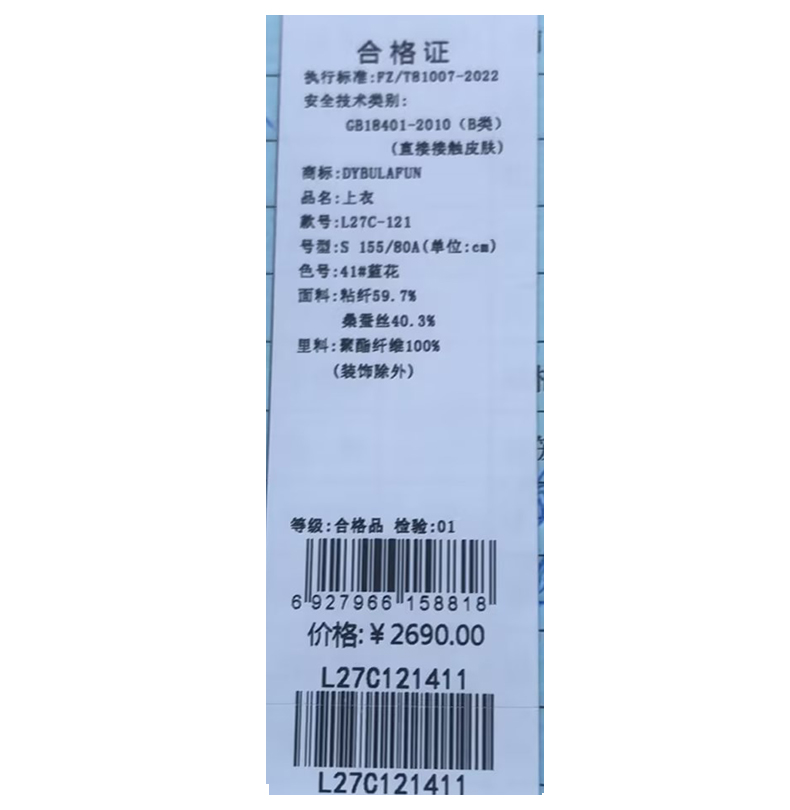 合格证
执行标准:FZ/T81007-2022
安全技术类别:
GB18401-2010（B类）
(直接接触皮肤)
商标:DYBULAFUN
品名:上衣
款号:L27C-121
号型:S 155/80A(单位:cm)
色号:41#蓝花
面料:粘纤59.7%
桑蚕丝40.3%
里料:聚酯纤维100%
(装饰除外)
等级:合格品 检验:01
6 927966 158818
价格:￥2690.00
L27C121411
L27C121411